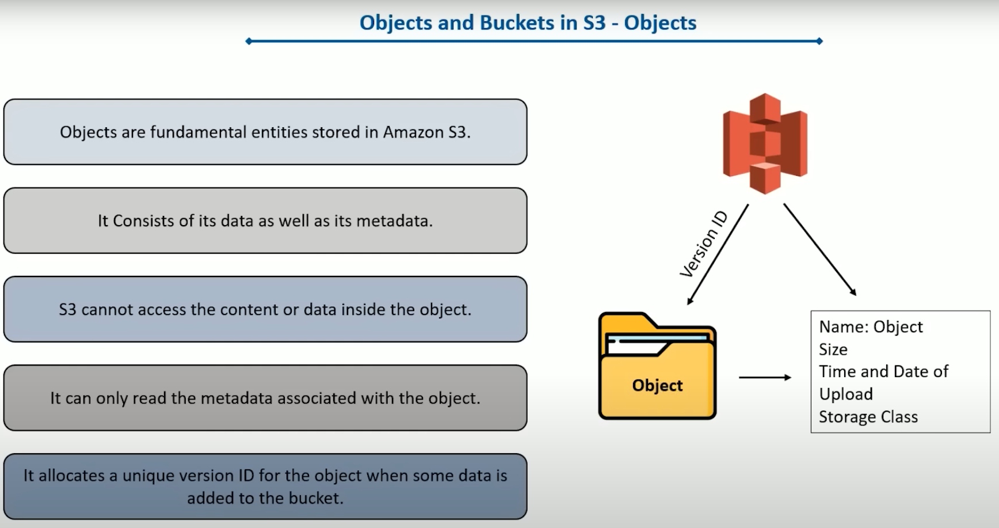 Objects and Buckets in S3 - Objects
Objects are fundamental entities stored in Amazon S3.
It Consists of its data as well as its metadata.
S3 cannot access the content or data inside the object.
It can only read the metadata associated with the object.
It allocates a unique version ID for the object when some data is
added to the bucket.
Version ID
Object
Name: Object
Size
Time and Date of
Upload
Storage Class